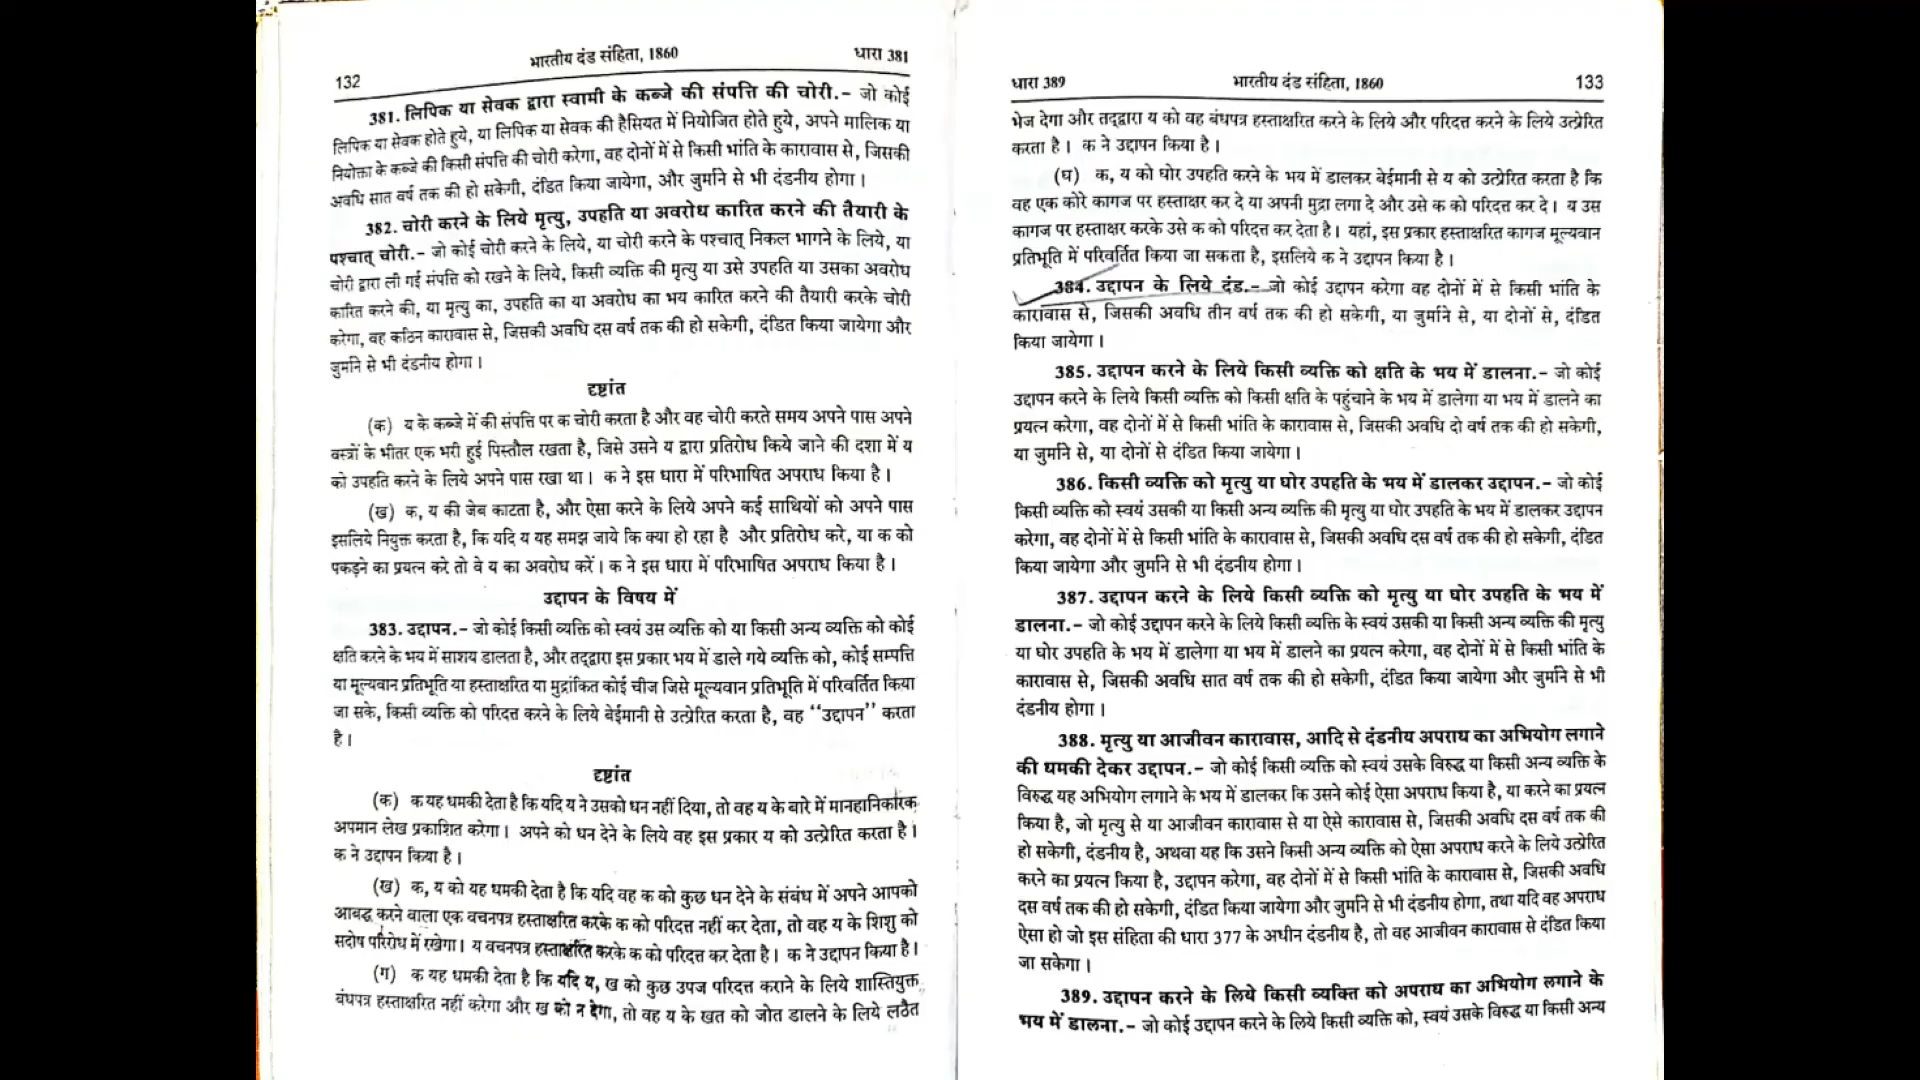 132 भारतीय दंड संहिता, 1860 धारा 381
381. लिपिक या सेवक द्वारा स्वामी के कब्जे की संपत्ति की चोरी.– जो कोई
लिपिक या सेवक होते हुये, या लिपिक या सेवक की हैसियत में नियोजित होते हुये, अपने मालिक या
नियोक्ता के कब्जे की किसी संपत्ति की चोरी करेगा, वह दोनों में से किसी भांति के कारावास से, जिसकी
अवधि सात वर्ष तक की हो सकेगी, दंडित किया जायेगा, और जुर्माने से भी दंडनीय होगा।
382. चोरी करने के लिये मृत्यु, उपहति या अवरोध कारित करने की तैयारी के
पश्चात् चोरी.– जो कोई चोरी करने के लिये, या चोरी करने के पश्चात् निकल भागने के लिये, या
चोरी द्वारा ली गई संपत्ति को रखने के लिये, किसी व्यक्ति की मृत्यु या उसे उपहति या उसका अवरोध
कारित करने की, या मृत्यु का, उपहति का या अवरोध का भय कारित करने की तैयारी करके चोरी
करेगा, वह कठिन कारावास से, जिसकी अवधि दस वर्ष तक की हो सकेगी, दंडित किया जायेगा और
जुर्माने से भी दंडनीय होगा।
दृष्टांत
(क) य के कब्जे में की संपत्ति पर क चोरी करता है और वह चोरी करते समय अपने पास अपने
वस्त्रों के भीतर एक भरी हुई पिस्तौल रखता है, जिसे उसने य द्वारा प्रतिरोध किये जाने की दशा में य
को उपहति करने के लिये अपने पास रखा था। क ने इस धारा में परिभाषित अपराध किया है।
(ख) क, य की जेब काटता है, और ऐसा करने के लिये अपने कई साथियों को अपने पास
इसलिये नियुक्त करता है, कि यदि य यह समझ जाये कि क्या हो रहा है और प्रतिरोध करे, या क को
पकड़ने का प्रयत्न करे तो वे य का अवरोध करें। क ने इस धारा में परिभाषित अपराध किया है।
उद्दापन के विषय में
383. उद्दापन.– जो कोई किसी व्यक्ति को स्वयं उस व्यक्ति को या किसी अन्य व्यक्ति को कोई
क्षति करने के भय में साशय डालता है, और तद्द्वारा इस प्रकार भय में डाले गये व्यक्ति को, कोई सम्पत्ति
या मूल्यवान प्रतिभूति या हस्ताक्षरित या मुद्रांकित कोई चीज जिसे मूल्यवान प्रतिभूति में परिवर्तित किया
जा सके, किसी व्यक्ति को परिदत्त करने के लिये बेईमानी से उत्प्रेरित करता है, वह ‘‘उद्दापन’’ करता
है।
दृष्टांत
(क) क यह धमकी देता है कि यदि य ने उसको धन नहीं दिया, तो वह य के बारे में मानहानिकारक
अपमान लेख प्रकाशित करेगा। अपने को धन देने के लिये वह इस प्रकार य को उत्प्रेरित करता है।
क ने उद्दापन किया है।
(ख) क, य को यह धमकी देता है कि यदि वह क को कुछ धन देने के संबंध में अपने आपको
आबद्ध करने वाला एक वचनपत्र हस्ताक्षरित करके क को परिदत्त नहीं कर देता, तो वह य के शिशु को
सदोष परिरोध में रखेगा। य वचनपत्र हस्ताक्षरित करके क को परिदत्त कर देता है। क ने उद्दापन किया है।
(ग) क यह धमकी देता है कि यदि य, ख को कुछ उपज परिदत्त कराने के लिये शास्तियुक्त
बंधपत्र हस्ताक्षरित नहीं करेगा और ख को न देगा, तो वह य के खत को जोत डालने के लिये लठैत
धारा 389 भारतीय दंड संहिता, 1860 133
भेज देगा और तद्द्वारा य को वह बंधपत्र हस्ताक्षरित करने के लिये और परिदत्त करने के लिये उत्प्रेरित
करता है। क ने उद्दापन किया है।
(घ) क, य को घोर उपहति करने के भय में डालकर बेईमानी से य को उत्प्रेरित करता है कि
वह एक कोरे कागज पर हस्ताक्षर कर दे या अपनी मुद्रा लगा दे और उसे क को परिदत्त कर दे। य उस
कागज पर हस्ताक्षर करके उसे क को परिदत्त कर देता है। यहां, इस प्रकार हस्ताक्षरित कागज मूल्यवान
प्रतिभूति में परिवर्तित किया जा सकता है, इसलिये क ने उद्दापन किया है।
384. उद्दापन के लिये दंड.– जो कोई उद्दापन करेगा वह दोनों में से किसी भांति के
कारावास से, जिसकी अवधि तीन वर्ष तक की हो सकेगी, या जुर्माने से, या दोनों से, दंडित
किया जायेगा।
385. उद्दापन करने के लिये किसी व्यक्ति को क्षति के भय में डालना.– जो कोई
उद्दापन करने के लिये किसी व्यक्ति को किसी क्षति के पहुंचाने के भय में डालेगा या भय में डालने का
प्रयत्न करेगा, वह दोनों में से किसी भांति के कारावास से, जिसकी अवधि दो वर्ष तक की हो सकेगी,
या जुर्माने से, या दोनों से दंडित किया जायेगा।
386. किसी व्यक्ति को मृत्यु या घोर उपहति के भय में डालकर उद्दापन.– जो कोई
किसी व्यक्ति को स्वयं उसकी या किसी अन्य व्यक्ति की मृत्यु या घोर उपहति के भय में डालकर उद्दापन
करेगा, वह दोनों में से किसी भांति के कारावास से, जिसकी अवधि दस वर्ष तक की हो सकेगी, दंडित
किया जायेगा और जुर्माने से भी दंडनीय होगा।
387. उद्दापन करने के लिये किसी व्यक्ति को मृत्यु या घोर उपहति के भय में
डालना.– जो कोई उद्दापन करने के लिये किसी व्यक्ति के स्वयं उसकी या किसी अन्य व्यक्ति की मृत्यु
या घोर उपहति के भय में डालेगा या भय में डालने का प्रयत्न करेगा, वह दोनों में से किसी भांति के
कारावास से, जिसकी अवधि सात वर्ष तक की हो सकेगी, दंडित किया जायेगा और जुर्माने से भी
दंडनीय होगा।
388. मृत्यु या आजीवन कारावास, आदि से दंडनीय अपराध का अभियोग लगाने
की धमकी देकर उद्दापन.– जो कोई किसी व्यक्ति को स्वयं उसके विरुद्ध या किसी अन्य व्यक्ति के
विरुद्ध यह अभियोग लगाने के भय में डालकर कि उसने कोई ऐसा अपराध किया है, या करने का प्रयत्न
किया है, जो मृत्यु से या आजीवन कारावास से या ऐसे कारावास से, जिसकी अवधि दस वर्ष तक की
हो सकेगी, दंडनीय है, अथवा यह कि उसने किसी अन्य व्यक्ति को ऐसा अपराध करने के लिये उत्प्रेरित
करने का प्रयत्न किया है, उद्दापन करेगा, वह दोनों में से किसी भांति के कारावास से, जिसकी अवधि
दस वर्ष तक की हो सकेगी, दंडित किया जायेगा और जुर्माने से भी दंडनीय होगा, तथा यदि वह अपराध
ऐसा हो जो इस संहिता की धारा 377 के अधीन दंडनीय है, तो वह आजीवन कारावास से दंडित किया
जा सकेगा।
389. उद्दापन करने के लिये किसी व्यक्ति को अपराध का अभियोग लगाने के
भय में डालना.– जो कोई उद्दापन करने के लिये किसी व्यक्ति को, स्वयं उसके विरुद्ध या किसी अन्य